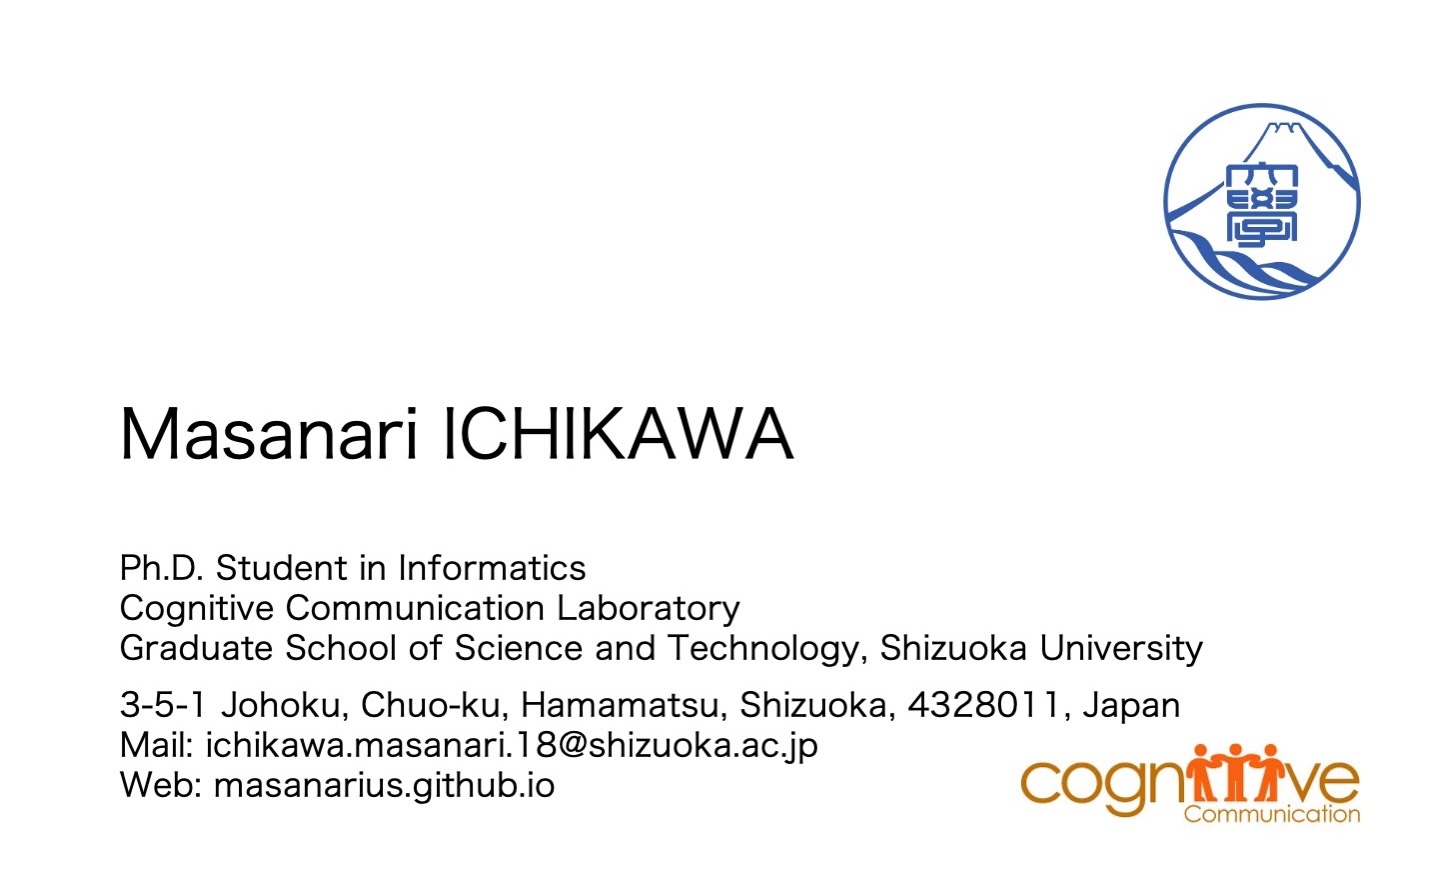 大學
Masanari ICHIKAWA
Ph.D. Student in Informatics
Cognitive Communication Laboratory
Graduate School of Science and Technology, Shizuoka University
3-5-1 Johoku, Chuo-ku, Hamamatsu, Shizuoka, 4328011, Japan
Mail: ichikawa.masanari.18@shizuoka.ac.jp
Web: masanarius.github.io
cognitive
Communication